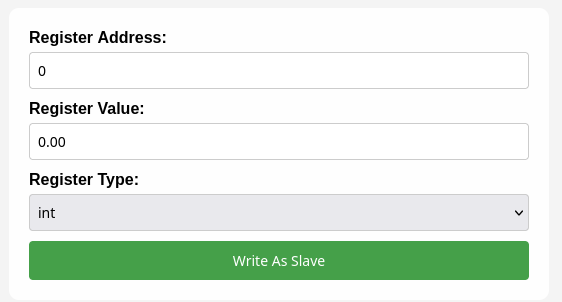 Register Address:
0
Register Value:
0.00
Register Type:
int
Write As Slave